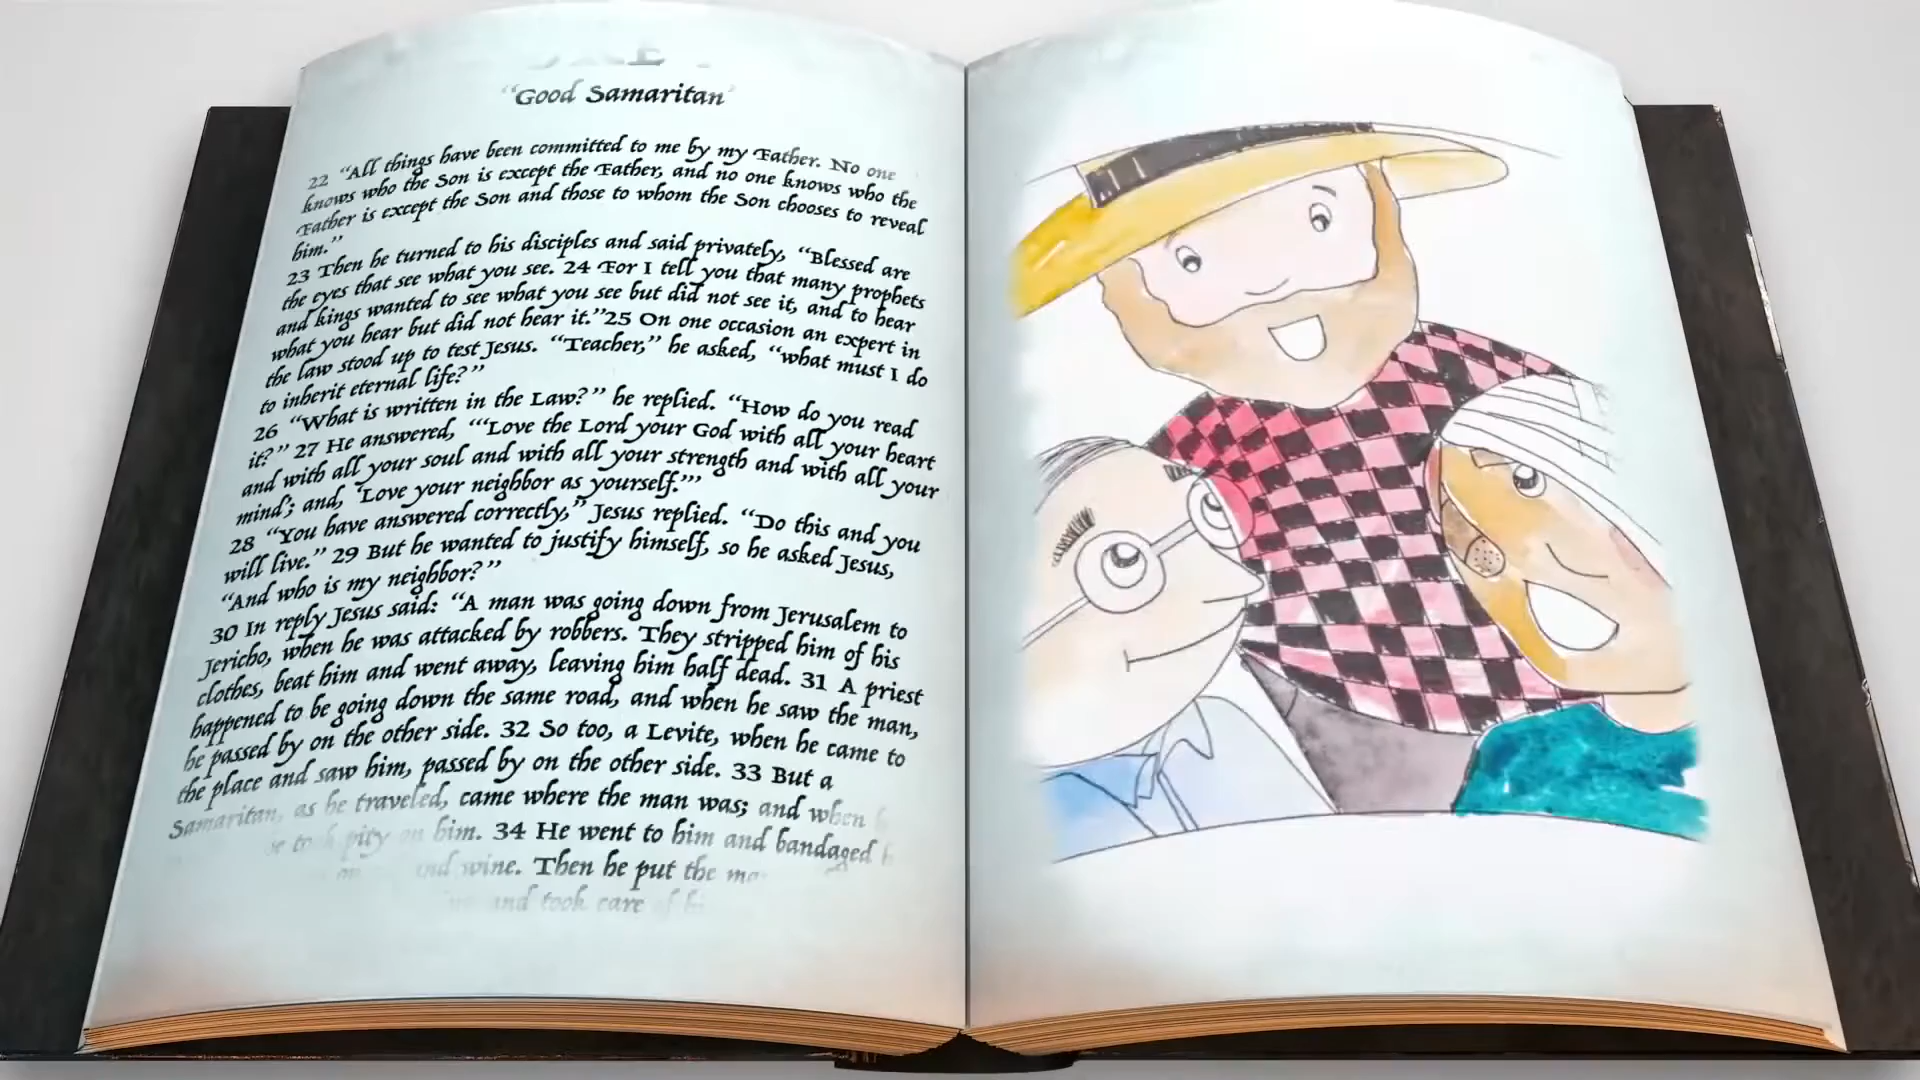 “Good Samaritan”
22 “All things have been committed to me by my Father. No one
knows who the Son is except the Father, and no one knows who the
Father is except the Son and those to whom the Son chooses to reveal
him.”
23 Then he turned to his disciples and said privately, “Blessed are
the eyes that see what you see. 24 For I tell you that many prophets
and kings wanted to see what you see but did not see it, and to hear
what you hear but did not hear it.”25 On one occasion an expert in
the law stood up to test Jesus. “Teacher,” he asked, “what must I do
to inherit eternal life?”
26 “What is written in the Law?” he replied. “How do you read
it?” 27 He answered, “‘Love the Lord your God with all your heart
and with all your soul and with all your strength and with all your
mind’; and, ‘Love your neighbor as yourself.’”
28 “You have answered correctly,” Jesus replied. “Do this and you
will live.” 29 But he wanted to justify himself, so he asked Jesus,
“And who is my neighbor?”
30 In reply Jesus said: “A man was going down from Jerusalem to
Jericho, when he was attacked by robbers. They stripped him of his
clothes, beat him and went away, leaving him half dead. 31 A priest
happened to be going down the same road, and when he saw the man,
he passed by on the other side. 32 So too, a Levite, when he came to
the place and saw him, passed by on the other side. 33 But a
Samaritan, as he traveled, came where the man was; and when
took pity on him. 34 He went to him and bandaged
and wine. Then he put the
and took care of